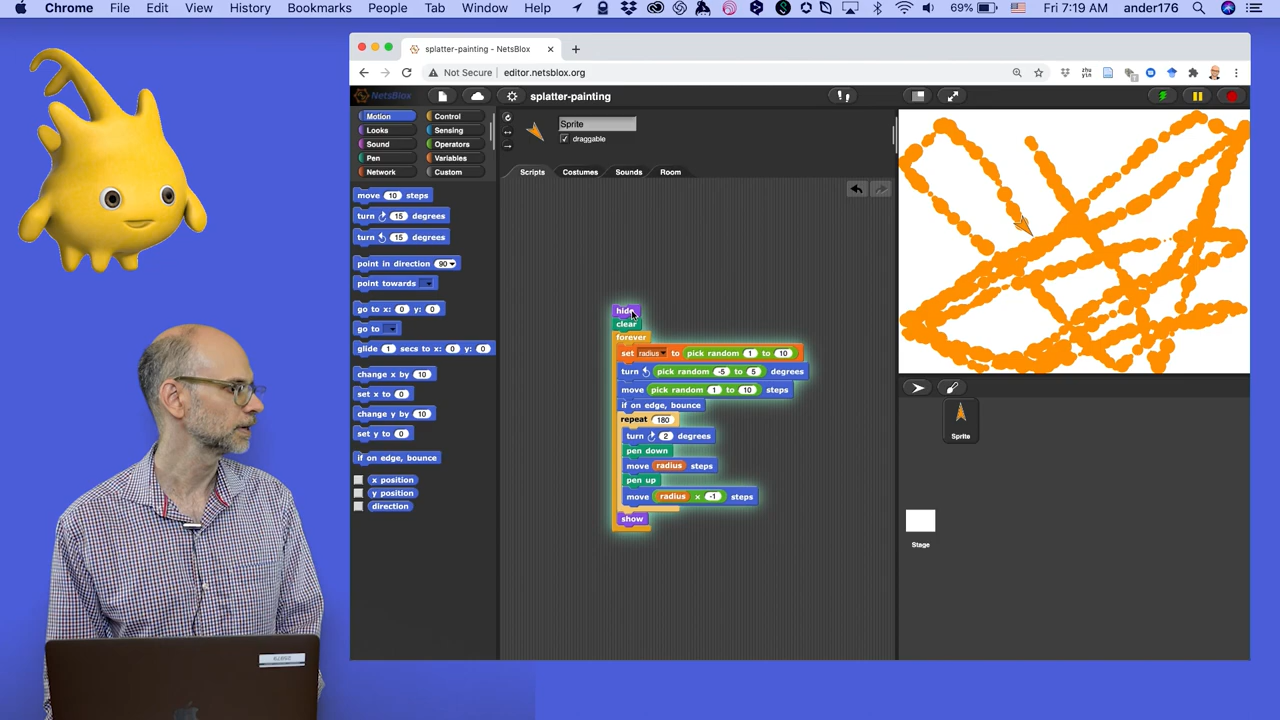 Chrome File Edit View History Bookmarks People Tab Window Help 69% Fri 7:19 AM ander176
splatter-painting - NetsBlox
Not Secure editor.netsblox.org zhu yin
NetsBlox splatter-painting
Motion Control
Looks Sensing
Sound Operators
Pen Variables
Network Custom
Sprite
draggable
Scripts Costumes Sounds Room
move 10 steps
turn 15 degrees
turn 15 degrees
point in direction 90
point towards
go to x: 0 y: 0
go to
glide 1 secs to x: 0 y: 0
change x by 10
set x to 0
change y by 10
set y to 0
if on edge, bounce
x position
y position
direction
hide
clear
forever
set radius to pick random 1 to 10
turn pick random -5 to 5 degrees
move pick random 1 to 10 steps
if on edge, bounce
repeat 180
turn 2 degrees
pen down
move radius steps
pen up
move radius x -1 steps
show
Sprite
Stage